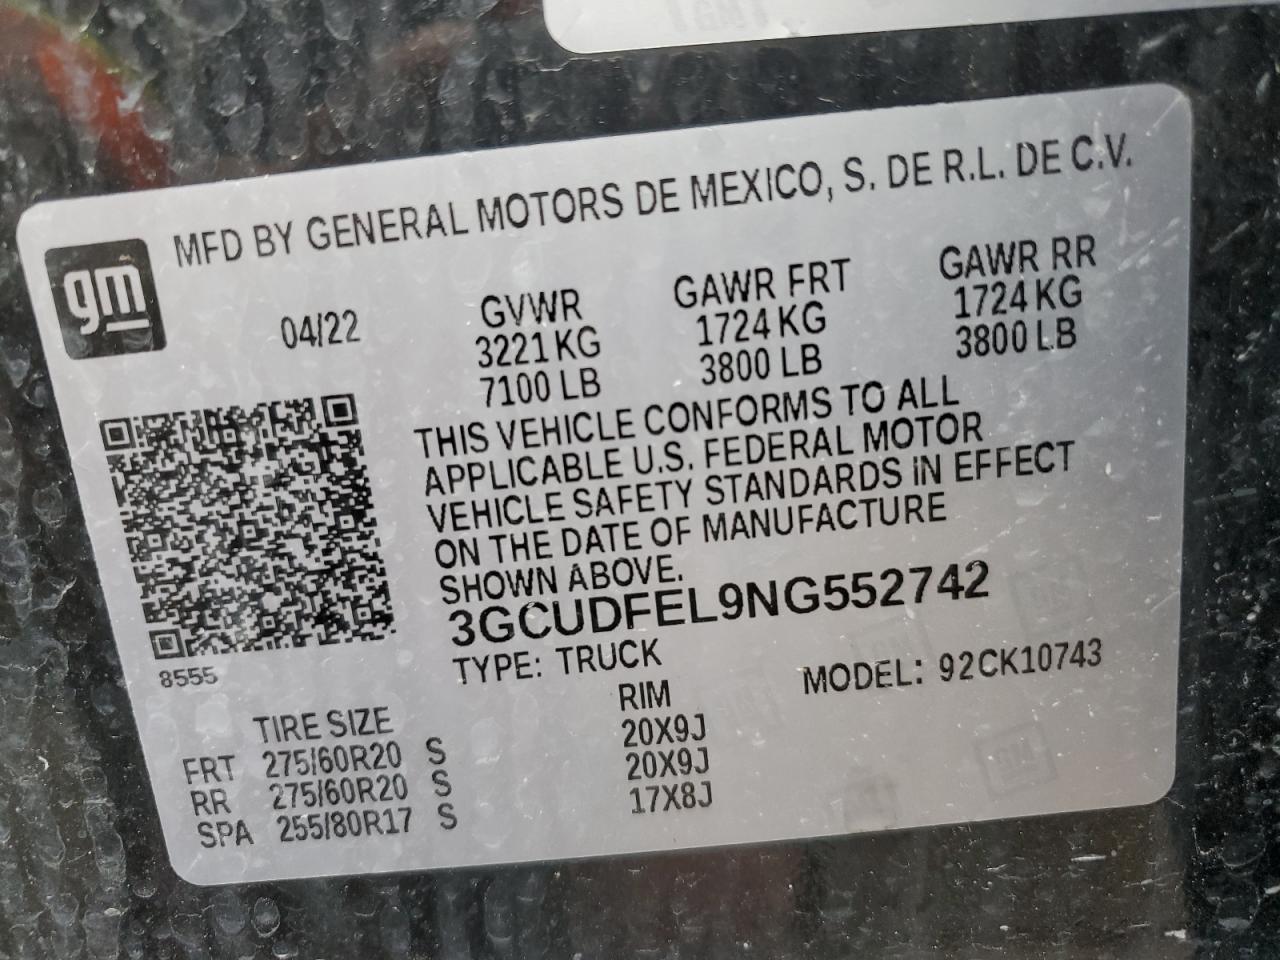 MFD BY GENERAL MOTORS DE MEXICO, S. DE R.L. DE C.V.
gm
04/22
GVWR
3221 KG
7100 LB
GAWR FRT
1724 KG
3800 LB
GAWR RR
1724 KG
3800 LB
THIS VEHICLE CONFORMS TO ALL
APPLICABLE U.S. FEDERAL MOTOR
VEHICLE SAFETY STANDARDS IN EFFECT
ON THE DATE OF MANUFACTURE
SHOWN ABOVE.
3GCUDFEL9NG552742
8555
TYPE: TRUCK
MODEL: 92CK10743
TIRE SIZE RIM
FRT 275/60R20 S 20X9J
RR 275/60R20 S 20X9J
SPA 255/80R17 S 17X8J